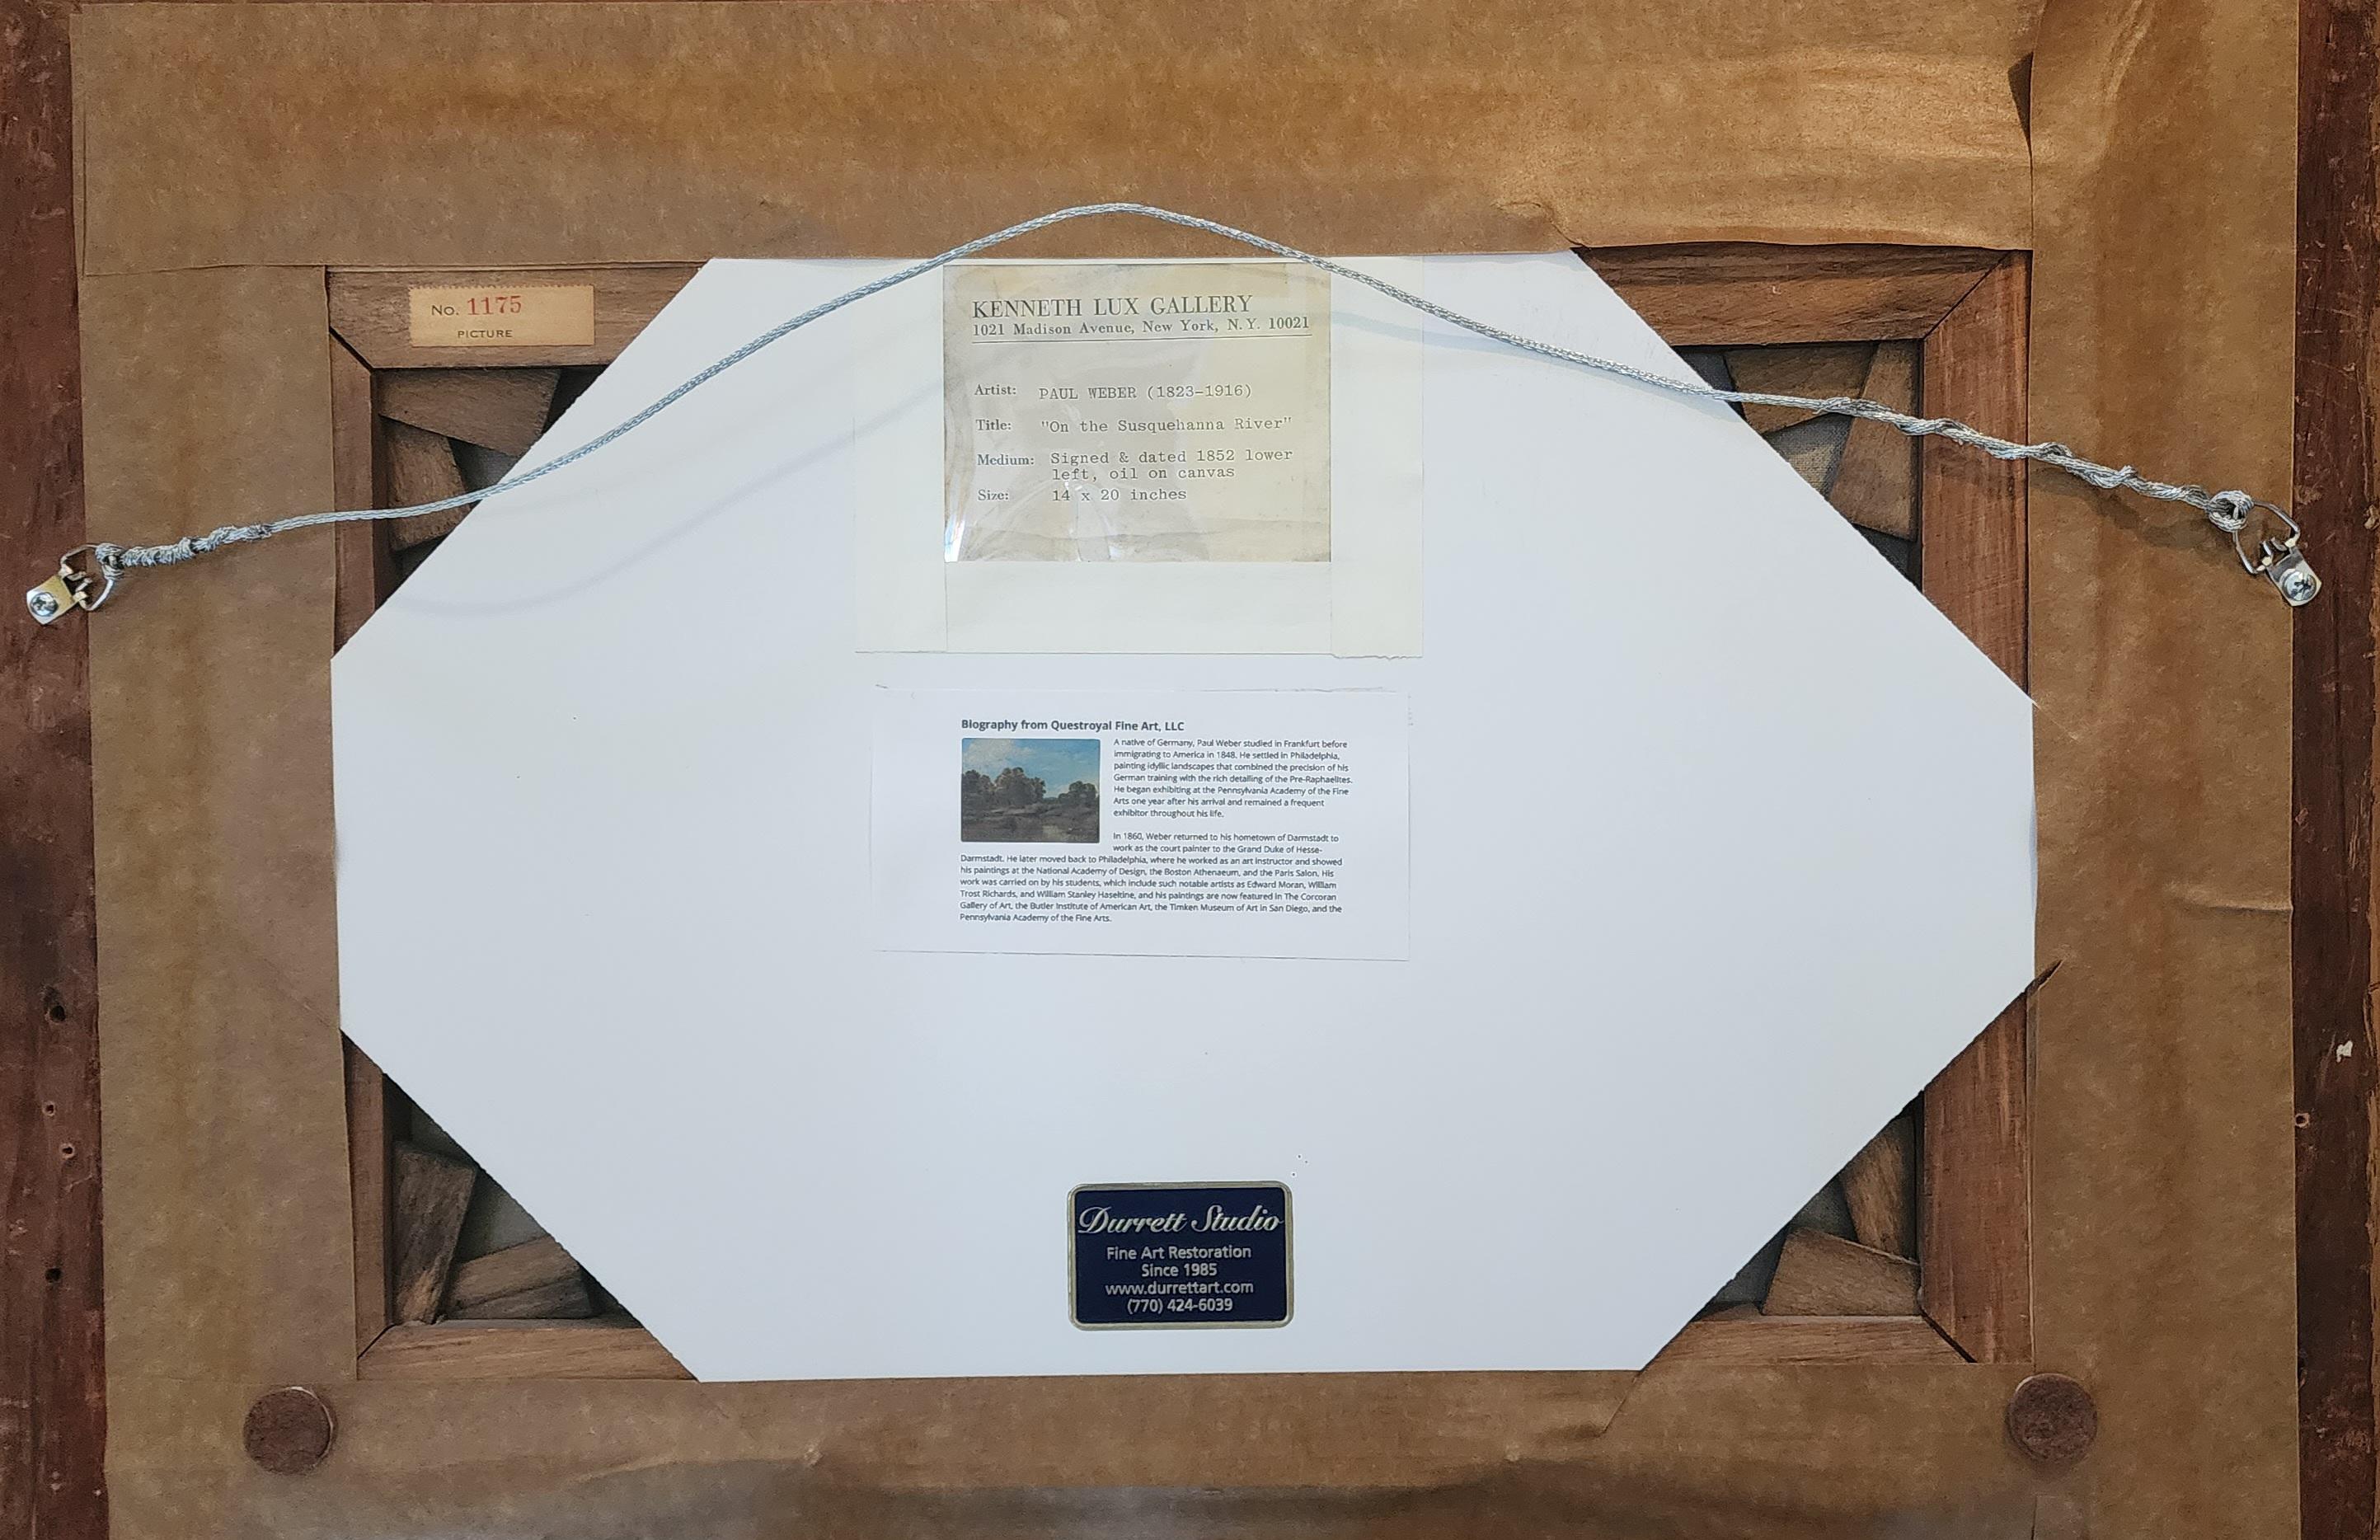 No. 1175
PICTURE
KENNETH LUX GALLERY
1021 Madison Avenue, New York, N.Y. 10021
Artist: PAUL WEBER (1823-1916)
Title: "On the Susquehanna River"
Medium: Signed & dated 1852 lower
left, oil on canvas
Size: 14 x 20 inches
Biography from Questroyal Fine Art, LLC
A native of Germany, Paul Weber studied in Frankfurt before
immigrating to America in 1848. He settled in Philadelphia,
painting idyllic landscapes that combined the precision of his
German training with the rich detailing of the Pre-Raphaelites.
He began exhibiting at the Pennsylvania Academy of the Fine
Arts one year after his arrival and remained a frequent
exhibitor throughout his life.
In 1860, Weber returned to his hometown of Darmstadt to
work as the court painter to the Grand Duke of Hesse-
Darmstadt. He later moved back to Philadelphia, where he worked as an art instructor and showed
his paintings at the National Academy of Design, the Boston Athenaeum, and the Paris Salon. His
work was carried on by his students, which include such notable artists as Edward Moran, William
Trost Richards, and William Stanley Haseltine, and his paintings are now featured in The Corcoran
Gallery of Art, the Butler Institute of American Art, the Timken Museum of Art in San Diego, and the
Pennsylvania Academy of the Fine Arts.
Durrett Studio
Fine Art Restoration
Since 1985
www.durrettart.com
(770) 424-6039